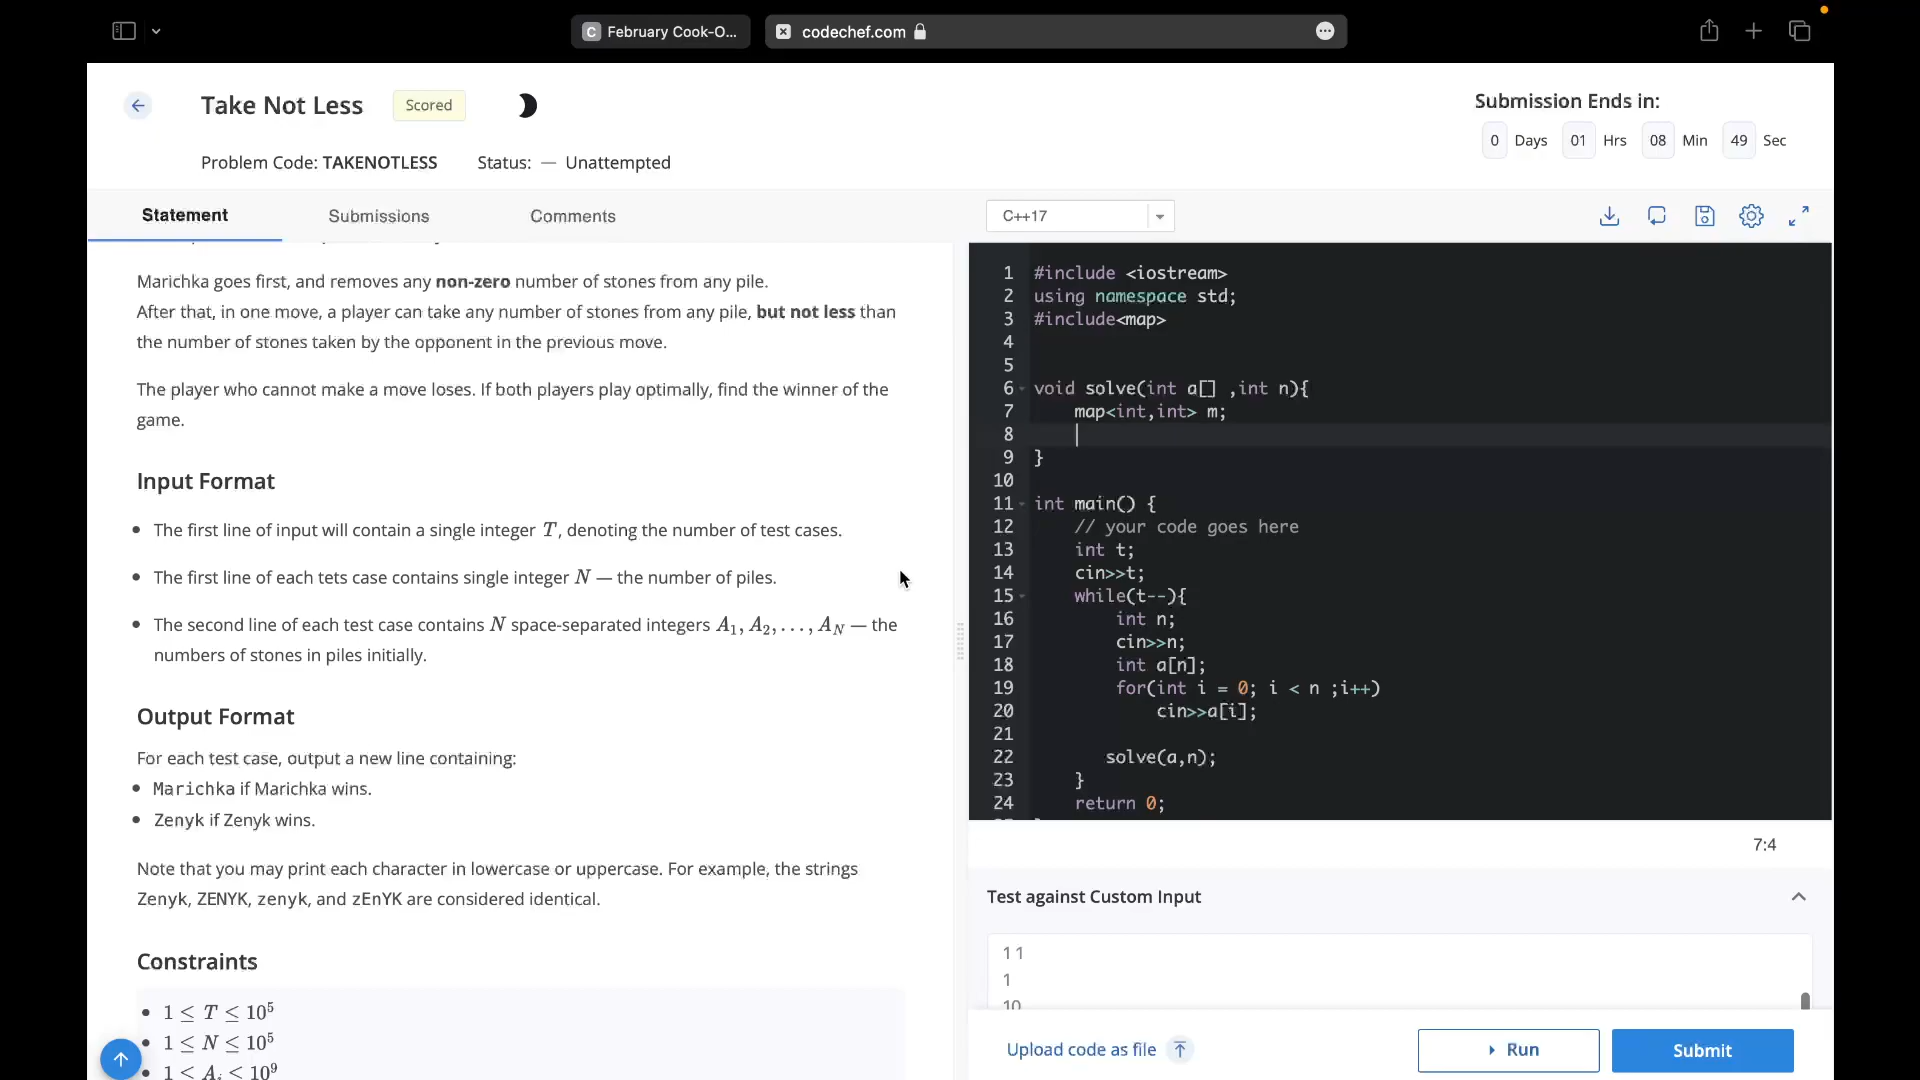 C February Cook-O...
codechef.com
Take Not Less
Scored
Submission Ends in:
0 Days 01 Hrs 08 Min 49 Sec
Problem Code: TAKENOTLESS
Status: — Unattempted
Statement
Submissions
Comments
C++17
Marichka goes first, and removes any non-zero number of stones from any pile.
After that, in one move, a player can take any number of stones from any pile, but not less than
the number of stones taken by the opponent in the previous move.
The player who cannot make a move loses. If both players play optimally, find the winner of the
game.
Input Format
The first line of input will contain a single integer T, denoting the number of test cases.
The first line of each tets case contains single integer N — the number of piles.
The second line of each test case contains N space-separated integers A₁, A₂, . . . , A_N — the
numbers of stones in piles initially.
Output Format
For each test case, output a new line containing:
Marichka if Marichka wins.
Zenyk if Zenyk wins.
Note that you may print each character in lowercase or uppercase. For example, the strings
Zenyk, ZENYK, zenyk, and zEnYK are considered identical.
Constraints
1 ≤ T ≤ 10⁵
1 ≤ N ≤ 10⁵
1 ≤ Aᵢ ≤ 10⁹
1 #include <iostream>
2 using namespace std;
3 #include<map>
4
5
6 void solve(int a[] ,int n){
7 map<int,int> m;
8
9 }
10
11 int main() {
12 // your code goes here
13 int t;
14 cin>>t;
15 while(t--){
16 int n;
17 cin>>n;
18 int a[n];
19 for(int i = 0; i < n ;i++)
20 cin>>a[i];
21
22 solve(a,n);
23 }
24 return 0;
7:4
Test against Custom Input
1 1
1
10
Upload code as file
Run
Submit